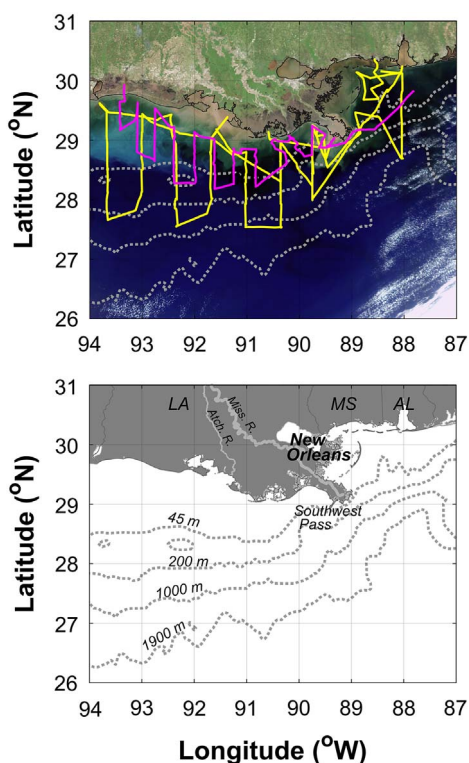 31
30
29
28
27
26
Latitude (°N)
94 93 92 91 90 89 88 87
31
30
29
28
27
26
Latitude (°N)
LA
MS
AL
Miss. R.
Atch. R.
New
Orleans
Southwest
Pass
45 m
200 m
1000 m
1900 m
94 93 92 91 90 89 88 87
Longitude (°W)